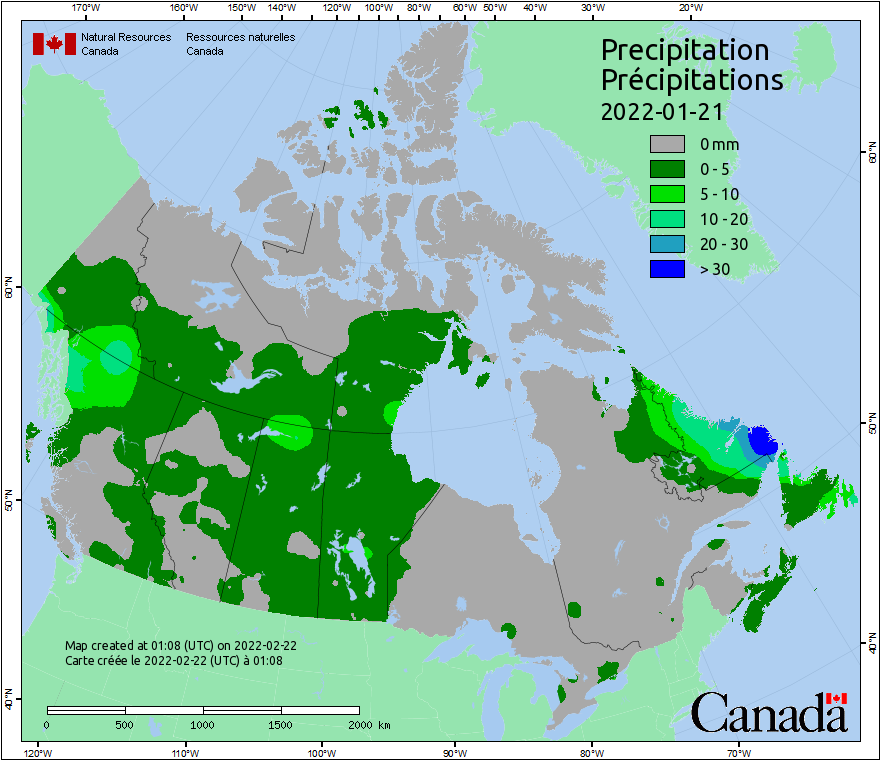 170°W 160°W 150°W 140°W 130°W 120°W 110°W 100°W 90°W 80°W 70°W 60°W 50°W 40°W 30°W 20°W
Natural Resources Canada
Ressources naturelles Canada
Precipitation
Précipitations
2022-01-21
0 mm
0 - 5
5 - 10
10 - 20
20 - 30
> 30
60°N
50°N
40°N
60°N
50°N
40°N
Map created at 01:08 (UTC) on 2022-02-22
Carte créée le 2022-02-22 (UTC) à 01:08
0 500 1000 1500 2000 km
Canada
120°W 110°W 100°W 90°W 80°W 70°W